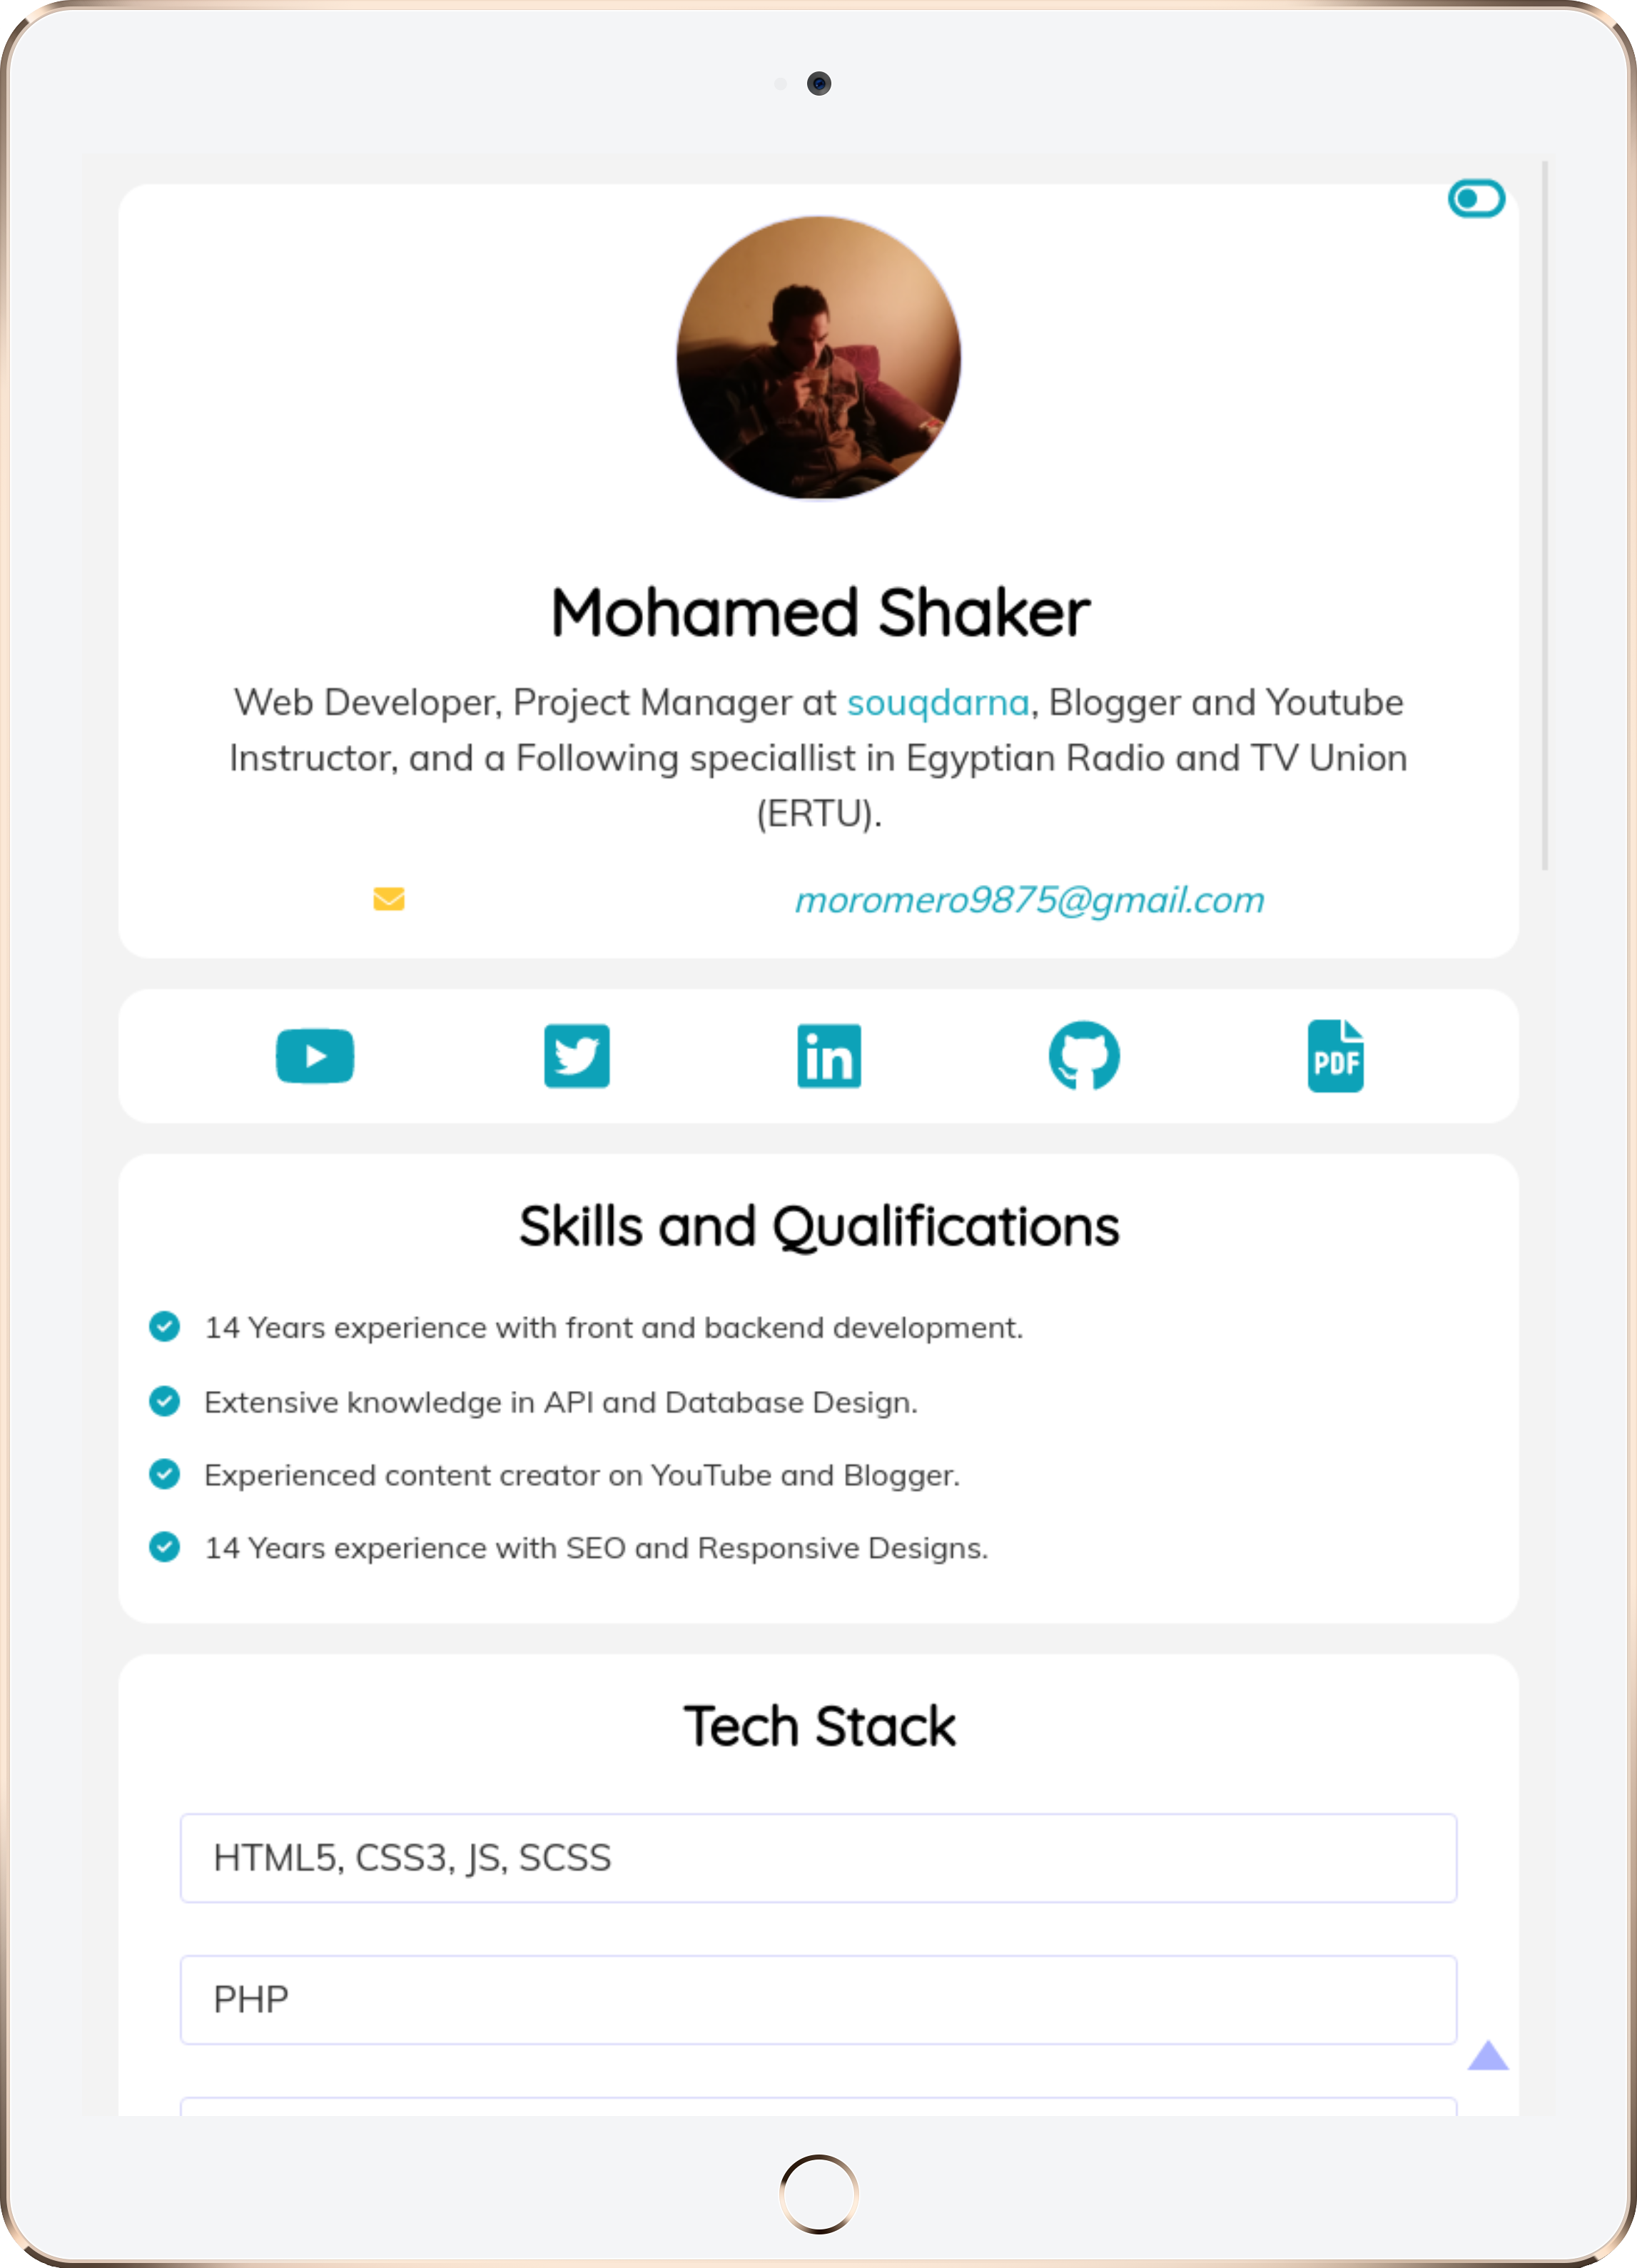 Mohamed Shaker
Web Developer, Project Manager at souqdarna, Blogger and Youtube
Instructor, and a Following speciallist in Egyptian Radio and TV Union
(ERTU).
moromero9875@gmail.com
in
PDF
Skills and Qualifications
14 Years experience with front and backend development.
Extensive knowledge in API and Database Design.
Experienced content creator on YouTube and Blogger.
14 Years experience with SEO and Responsive Designs.
Tech Stack
HTML5, CSS3, JS, SCSS
PHP